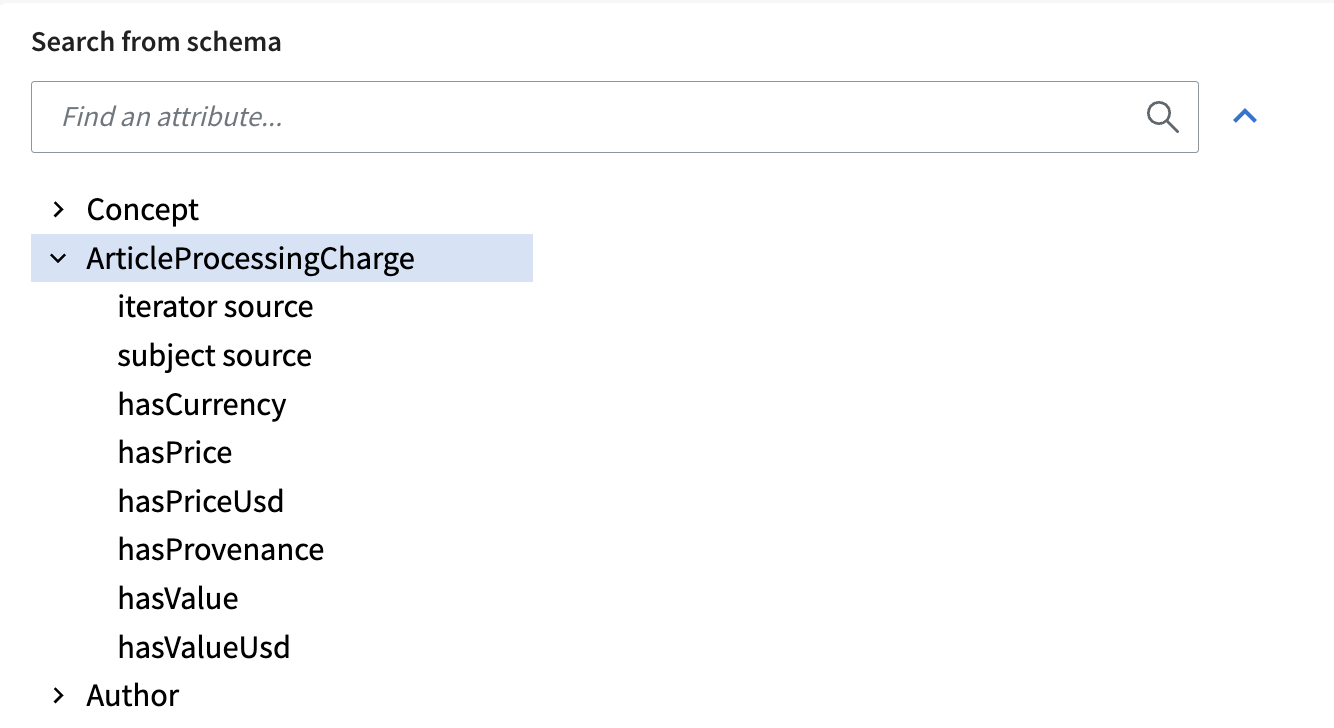 Search from schema
Find an attribute...
Concept
ArticleProcessingCharge
iterator source
subject source
hasCurrency
hasPrice
hasPriceUsd
hasProvenance
hasValue
hasValueUsd
Author